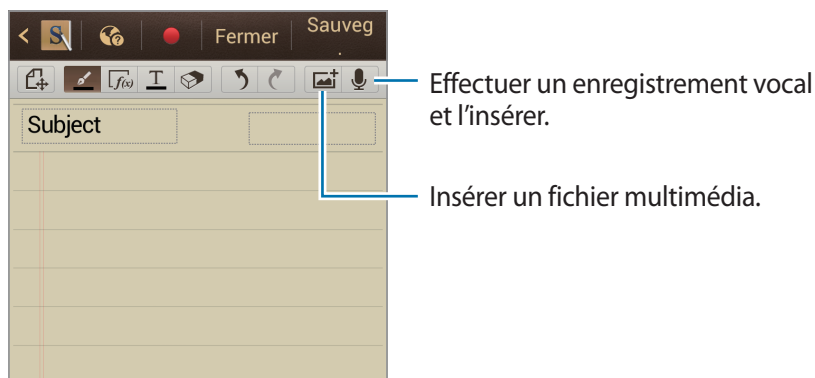 Fermer
Sauveg
.
f(x) T
Effectuer un enregistrement vocal
et l'insérer.
Subject
Insérer un fichier multimédia.